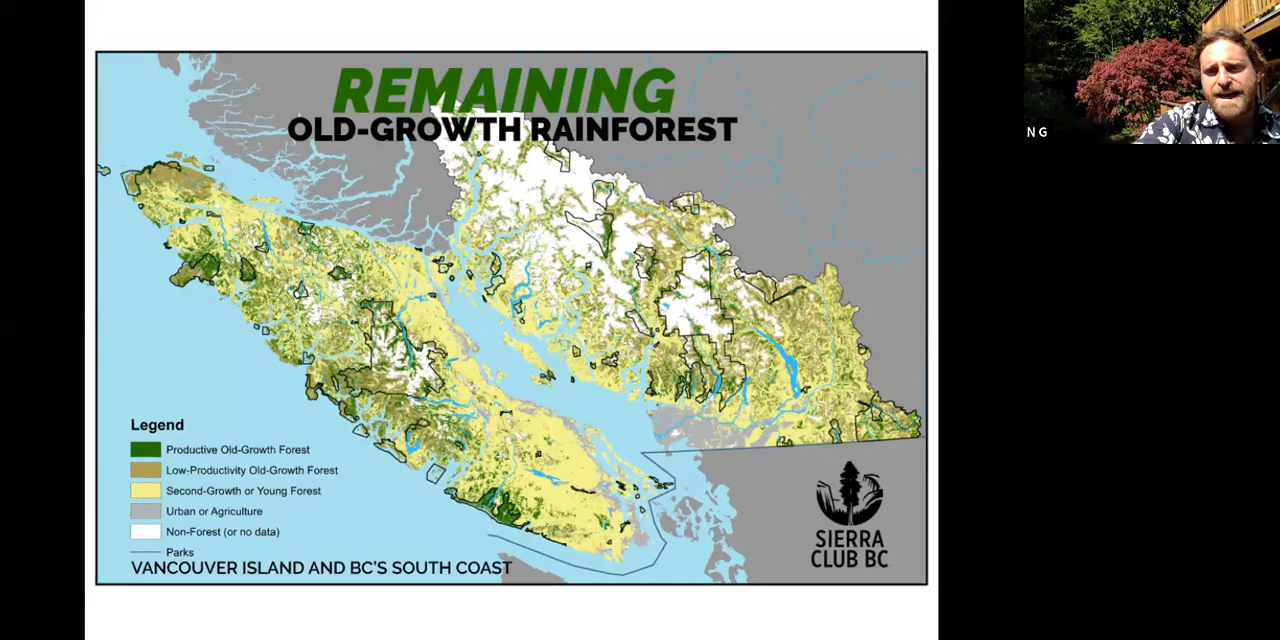 REMAINING
OLD-GROWTH RAINFOREST
N G
Legend
Productive Old-Growth Forest
Low-Productivity Old-Growth Forest
Second-Growth or Young Forest
Urban or Agriculture
Non-Forest (or no data)
Parks
VANCOUVER ISLAND AND BC'S SOUTH COAST
SIERRA
CLUB BC